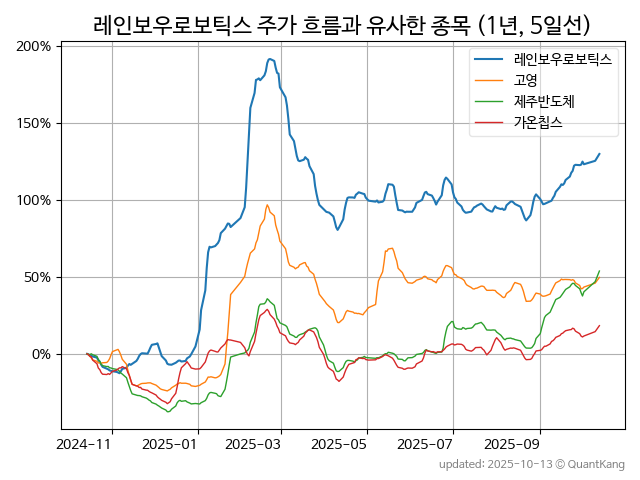 레인보우로보틱스 주가 흐름과 유사한 종목 (1년, 5일선)
200%
150%
100%
50%
0%
레인보우로보틱스
고영
제주반도체
가온칩스
2024-11 2025-01 2025-03 2025-05 2025-07 2025-09
updated: 2025-10-13 © QuantKang